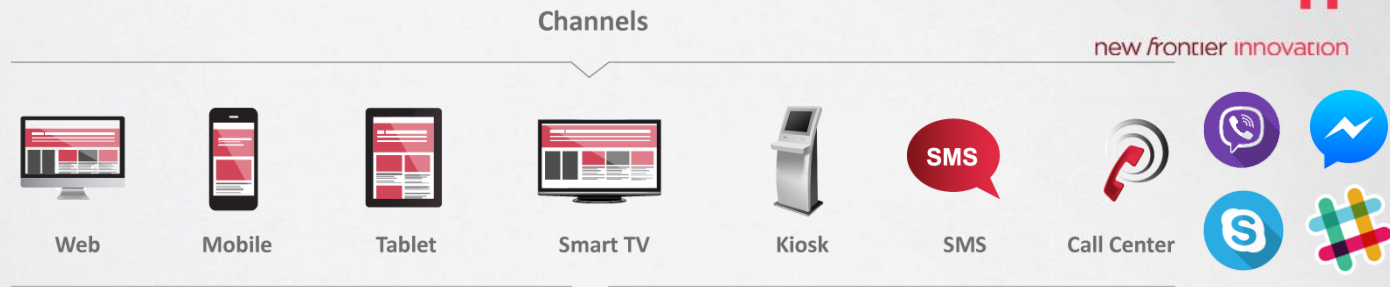 Channels
new frontier innovation
SMS
Web
Mobile
Tablet
Smart TV
Kiosk
SMS
Call Center